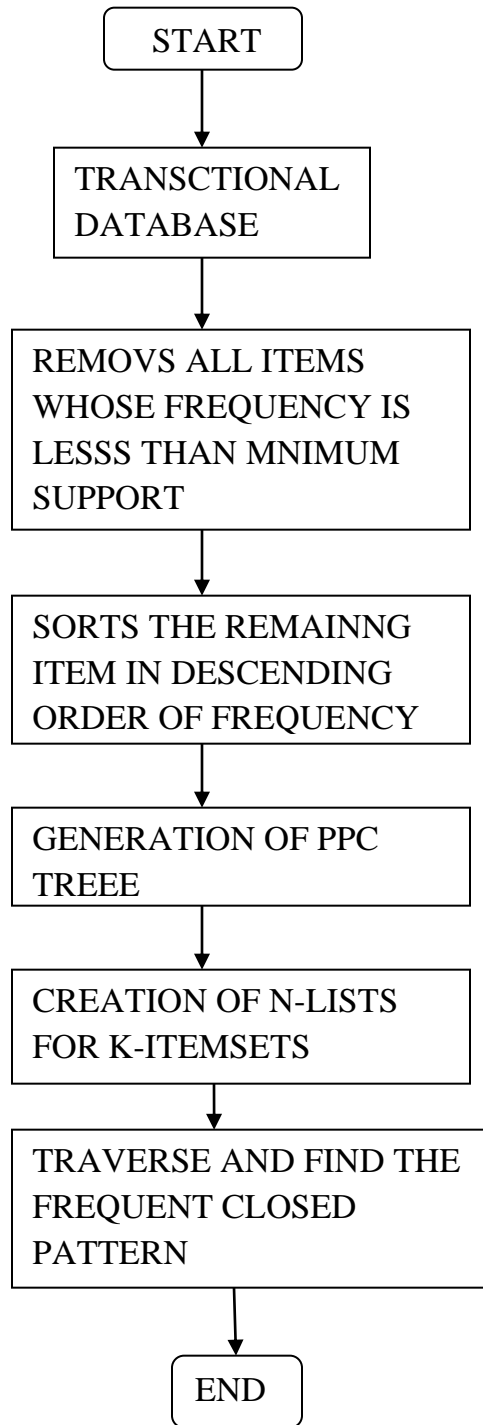 START
TRANSCTIONAL
DATABASE
REMOVS ALL ITEMS
WHOSE FREQUENCY IS
LESSS THAN MNIMUM
SUPPORT
SORTS THE REMAINNG
ITEM IN DESCENDING
ORDER OF FREQUENCY
GENERATION OF PPC
TREEE
CREATION OF N-LISTS
FOR K-ITEMSETS
TRAVERSE AND FIND THE
FREQUENT CLOSED
PATTERN
END